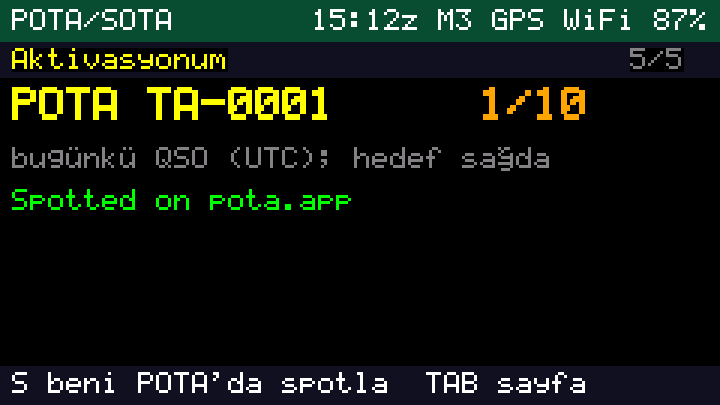 POTA/SOTA 15:12z M3 GPS WiFi 87%
Aktivasyonum 5/5
POTA TA-0001 1/10
bugünkü QSO (UTC); hedef sağda
Spotted on pota.app
S beni POTA'da spotla TAB sayfa